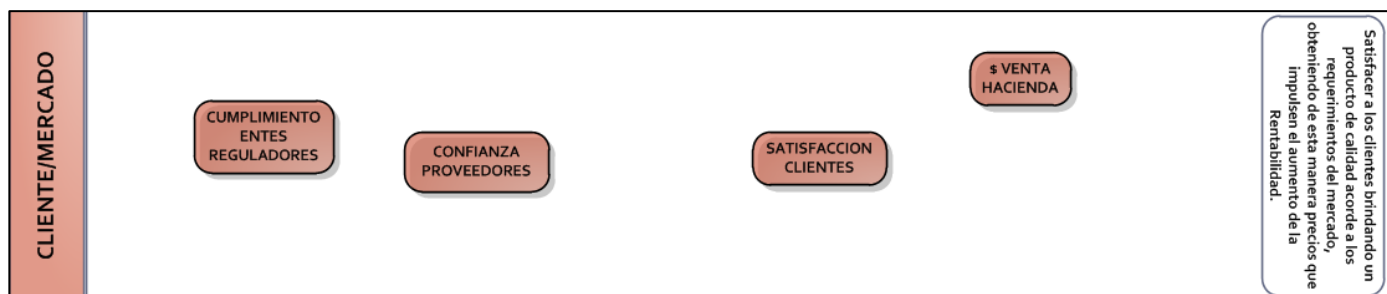 CLIENTE/MERCADO
CUMPLIMIENTO
ENTES
REGULADORES
CONFIANZA
PROVEEDORES
SATISFACCION
CLIENTES
$ VENTA
HACIENDA
Satisfacer a los clientes brindando un
producto de calidad acorde a los
requerimientos del mercado,
obteniendo de esta manera precios que
impulsen el aumento de la
Rentabilidad.